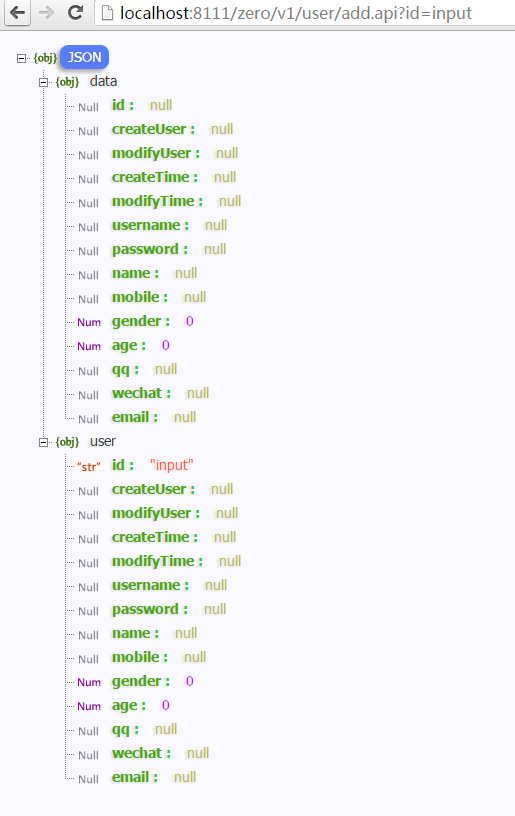 localhost:8111/zero/v1/user/add.api?id=input
{obj} JSON
{obj} data
Null id : null
Null createUser : null
Null modifyUser : null
Null createTime : null
Null modifyTime : null
Null username : null
Null password : null
Null name : null
Null mobile : null
Num gender : 0
Num age : 0
Null qq : null
Null wechat : null
Null email : null
{obj} user
"str" id : "input"
Null createUser : null
Null modifyUser : null
Null createTime : null
Null modifyTime : null
Null username : null
Null password : null
Null name : null
Null mobile : null
Num gender : 0
Num age : 0
Null qq : null
Null wechat : null
Null email : null